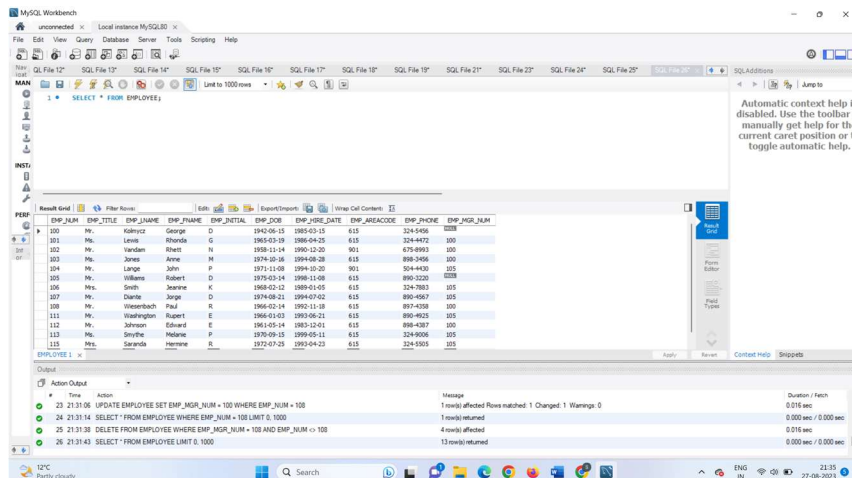 MySQL Workbench
unconnected × Local instance MySQL80 ×
File Edit View Query Database Server Tools Scripting Help
QL File 12* SQL File 13* SQL File 14* SQL File 15* SQL File 16* SQL File 17* SQL File 18* SQL File 19* SQL File 21* SQL File 23* SQL File 24* SQL File 25* SQL File 26* SQLAdditions
Limit to 1000 rows Jump to
1 SELECT * FROM EMPLOYEE;
Automatic context help i
disabled. Use the toolbar
manually get help for the
current caret position or t
toggle automatic help.
MAN
INST
PERF
Result Grid Filter Rows: Edit: Export/Import: Wrap Cell Content:
EMP_NUM EMP_TITLE EMP_LNAME EMP_FNAME EMP_INITIAL EMP_DOB EMP_HIRE_DATE EMP_AREACODE EMP_PHONE EMP_MGR_NUM
100 Mr. Kolmycz George D 1942-06-15 1985-03-15 615 324-5456 NULL
101 Ms. Lewis Rhonda G 1965-03-19 1986-04-25 615 324-4472 100
102 Mr. Vandam Rhett N 1958-11-14 1990-12-20 901 675-8993 100
103 Ms. Jones Anne M 1974-10-16 1994-08-28 615 898-3456 100
104 Mr. Lange John P 1971-11-08 1994-10-20 901 504-4430 105
105 Mr. Williams Robert D 1975-03-14 1998-11-08 615 890-3220 NULL
106 Mrs. Smith Jeanine K 1968-02-12 1989-01-05 615 324-7883 105
107 Mr. Diante Jorge D 1974-08-21 1994-07-02 615 890-4567 105
108 Mr. Wiesenbach Paul R 1966-02-14 1992-11-18 615 897-4358 100
111 Mr. Washington Rupert E 1966-01-03 1993-06-21 615 890-4925 105
112 Mr. Johnson Edward E 1961-05-14 1983-12-01 615 898-4387 100
113 Ms. Smythe Melanie P 1970-09-15 1999-05-11 615 324-9006 105
115 Mrs. Saranda Hermine R 1972-07-25 1993-04-23 615 324-5505 105
Result
Grid
Form
Editor
Field
Types
EMPLOYEE 1 × Apply Revert Context Help Snippets
Output
Action Output
# Time Action Message Duration / Fetch
23 21:31:06 UPDATE EMPLOYEE SET EMP_MGR_NUM = 100 WHERE EMP_NUM = 108 1 row(s) affected Rows matched: 1 Changed: 1 Warnings: 0 0.016 sec
24 21:31:14 SELECT * FROM EMPLOYEE WHERE EMP_NUM = 108 LIMIT 0, 1000 1 row(s) returned 0.000 sec / 0.000 sec
25 21:31:38 DELETE FROM EMPLOYEE WHERE EMP_MGR_NUM = 108 AND EMP_NUM <> 108 4 row(s) affected 0.016 sec
26 21:31:43 SELECT * FROM EMPLOYEE LIMIT 0, 1000 13 row(s) returned 0.000 sec / 0.000 sec
12°C
Partly cloudy
Search
ENG
IN
21:35
27-08-2023